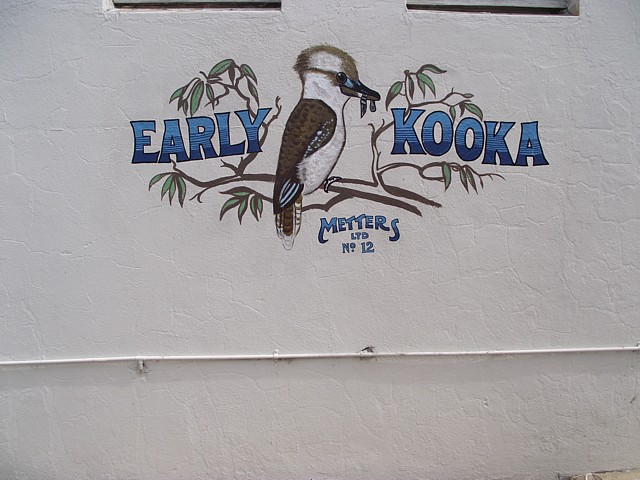 EARLY KOOKA
METTERS
LTD
Nº 12